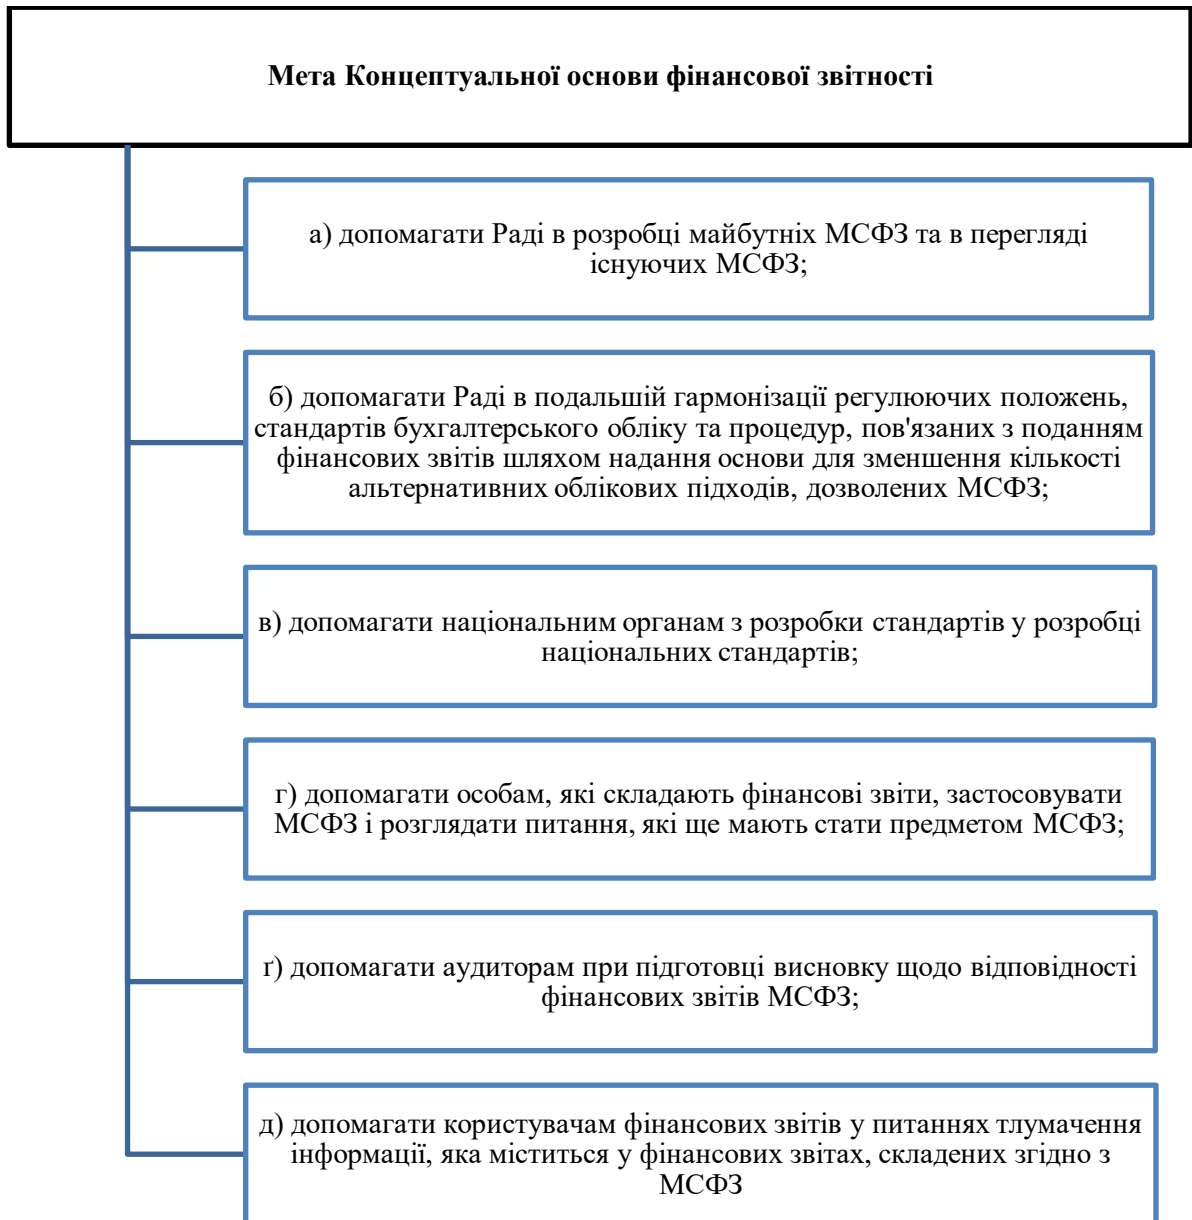 Мета Концептуальної основи фінансової звітності
а) допомагати Раді в розробці майбутніх МСФЗ та в перегляді
існуючих МСФЗ;
б) допомагати Раді в подальшій гармонізації регулюючих положень,
стандартів бухгалтерського обліку та процедур, пов'язаних з поданням
фінансових звітів шляхом надання основи для зменшення кількості
альтернативних облікових підходів, дозволених МСФЗ;
в) допомагати національним органам з розробки стандартів у розробці
національних стандартів;
г) допомагати особам, які складають фінансові звіти, застосовувати
МСФЗ і розглядати питання, які ще мають стати предметом МСФЗ;
ґ) допомагати аудиторам при підготовці висновку щодо відповідності
фінансових звітів МСФЗ;
д) допомагати користувачам фінансових звітів у питаннях тлумачення
інформації, яка міститься у фінансових звітах, складених згідно з
МСФЗ